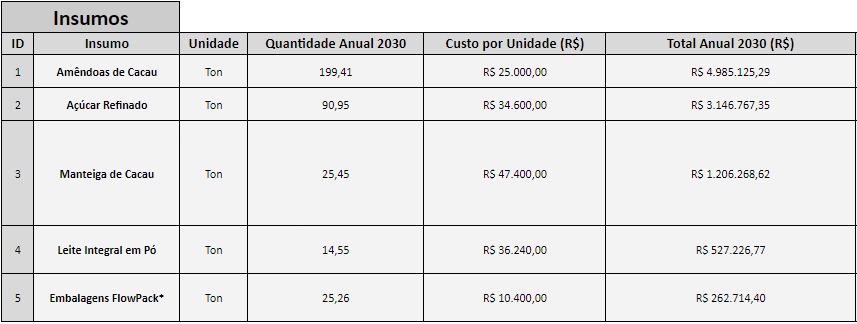 Insumos
ID Insumo Unidade Quantidade Anual 2030 Custo por Unidade (R$) Total Anual 2030 (R$)
1 Amêndoas de Cacau Ton 199,41 R$ 25.000,00 R$ 4.985.125,29
2 Açúcar Refinado Ton 90,95 R$ 34.600,00 R$ 3.146.767,35
3 Manteiga de Cacau Ton 25,45 R$ 47.400,00 R$ 1.206.268,62
4 Leite Integral em Pó Ton 14,55 R$ 36.240,00 R$ 527.226,77
5 Embalagens FlowPack* Ton 25,26 R$ 10.400,00 R$ 262.714,40